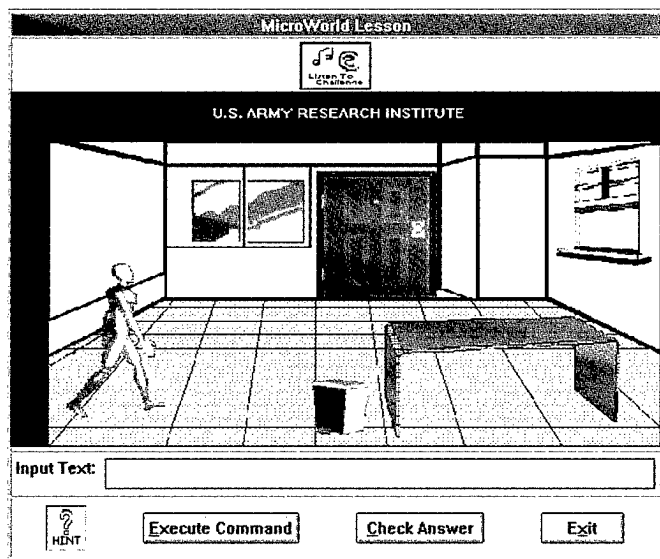 MicroWorld Lesson
Listen To
Challenge
U.S. ARMY RESEARCH INSTITUTE
Input Text:
HINT
Execute Command
Check Answer
Exit